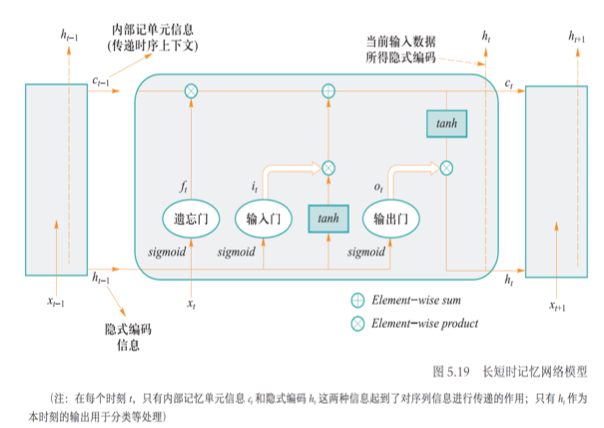 h_{t-1}
内部记单元信息
(传递时序上下文)
当前输入数据
所得隐式编码
h_t
h_{t+1}
c_{t-1}
c_t
tanh
f_t
i_t
o_t
遗忘门
输入门
tanh
输出门
sigmoid
sigmoid
sigmoid
h_{t-1}
h_t
x_{t-1}
x_t
x_{t+1}
隐式编码
信息
Element-wise sum
Element-wise product
图 5.19 长短时记忆网络模型
(注：在每个时刻 t，只有内部记忆单元信息 c_t 和隐式编码 h_t 这两种信息起到了对序列信息进行传递的作用；只有 h_t 作为
本时刻的输出用于分类等处理)